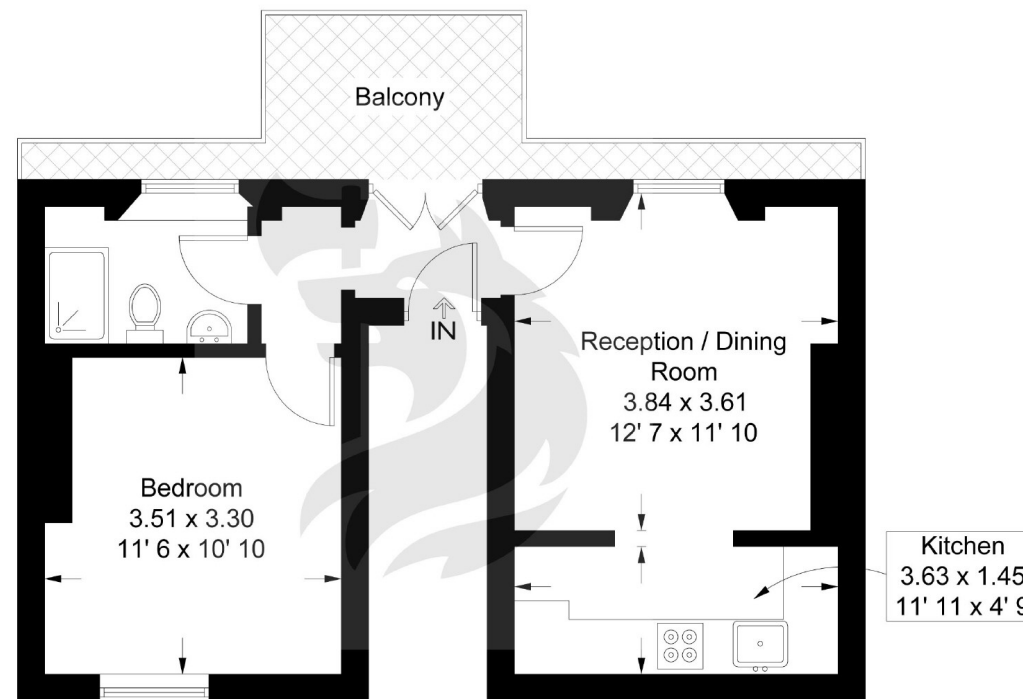 Balcony
IN
Reception / Dining
Room
3.84 x 3.61
12' 7 x 11' 10
Bedroom
3.51 x 3.30
11' 6 x 10' 10
Kitchen
3.63 x 1.45
11' 11 x 4' 9